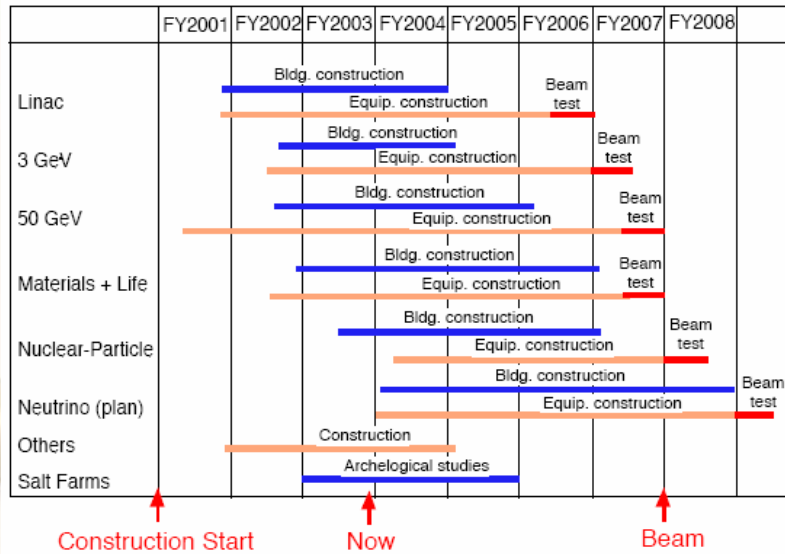 FY2001 FY2002 FY2003 FY2004 FY2005 FY2006 FY2007 FY2008
Bldg. construction
Linac
Equip. construction
Beam
test
Bldg. construction
3 GeV
Equip. construction
Beam
test
Bldg. construction
50 GeV
Equip. construction
Beam
test
Bldg. construction
Materials + Life
Equip. construction
Beam
test
Bldg. construction
Nuclear-Particle
Equip. construction
Beam
test
Bldg. construction
Neutrino (plan)
Equip. construction
Beam
test
Others
Construction
Salt Farms
Archelogical studies
Construction Start
Now
Beam